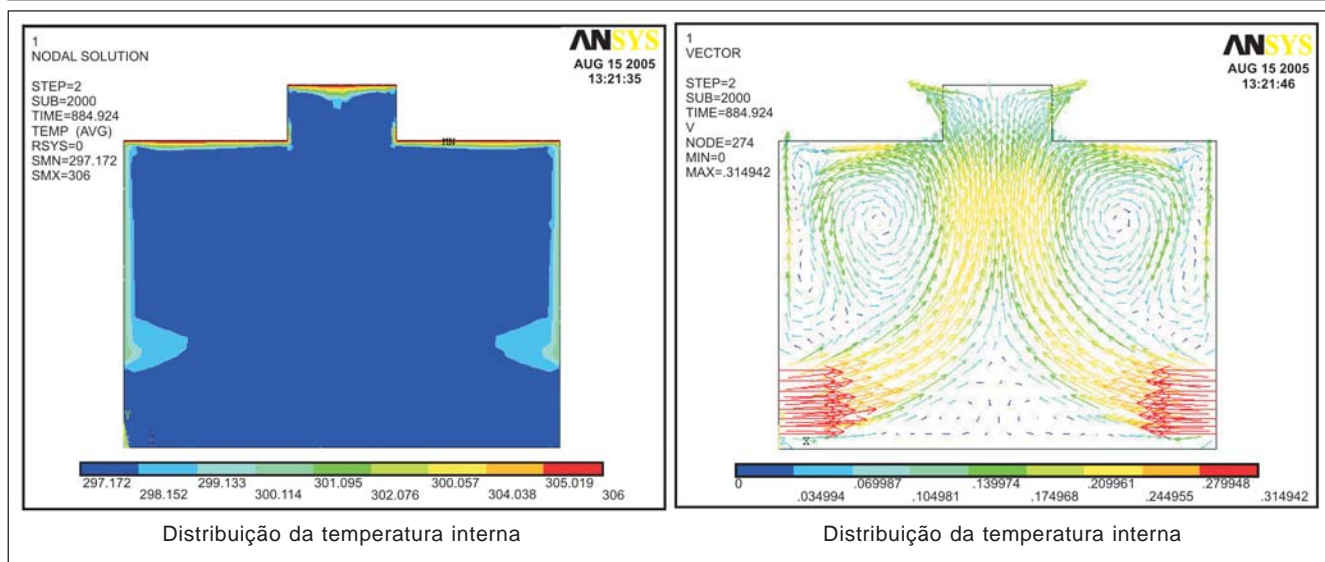 1
NODAL SOLUTION
STEP=2
SUB=2000
TIME=884.924
TEMP (AVG)
RSYS=0
SMN=297.172
SMX=306
ANSYS
AUG 15 2005
13:21:35
MN
Y
297.172 299.133 301.095 300.057 305.019
298.152 300.114 302.076 304.038 306
Distribuição da temperatura interna
1
VECTOR
STEP=2
SUB=2000
TIME=884.924
V
NODE=274
MIN=0
MAX=.314942
ANSYS
AUG 15 2005
13:21:46
X
0 .069987 .139974 .209961 .279948
.034994 .104981 .174968 .244955 .314942
Distribuição da temperatura interna